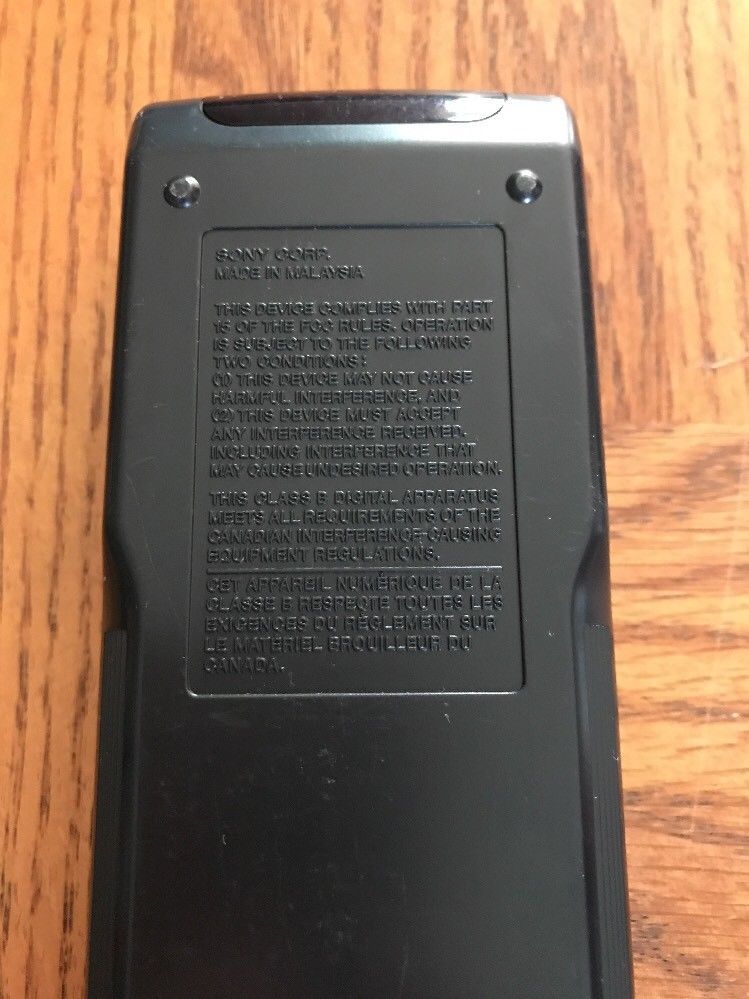 SONY CORP.
MADE IN MALAYSIA
THIS DEVICE COMPLIES WITH PART
15 OF THE FCC RULES. OPERATION
IS SUBJECT TO THE FOLLOWING
TWO CONDITIONS:
(1) THIS DEVICE MAY NOT CAUSE
HARMFUL INTERFERENCE, AND
(2) THIS DEVICE MUST ACCEPT
ANY INTERFERENCE RECEIVED,
INCLUDING INTERFERENCE THAT
MAY CAUSE UNDESIRED OPERATION.
THIS CLASS B DIGITAL APPARATUS
MEETS ALL REQUIREMENTS OF THE
CANADIAN INTERFERENCE-CAUSING
EQUIPMENT REGULATIONS.
CET APPAREIL NUMÉRIQUE DE LA
CLASSE B RESPECTE TOUTES LES
EXIGENCES DU RÈGLEMENT SUR
LE MATÉRIEL BROUILLEUR DU
CANADA.